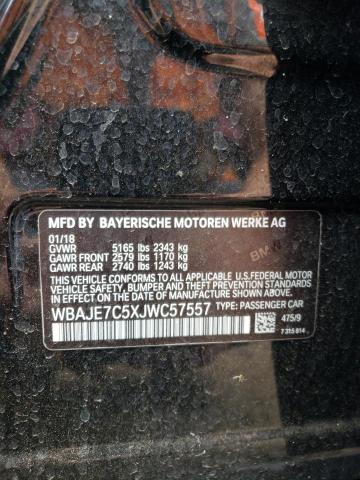 MFD BY BAYERISCHE MOTOREN WERKE AG
01/18
GVWR 5165 lbs 2343 kg
GAWR FRONT 2579 lbs 1170 kg
GAWR REAR 2740 lbs 1243 kg
THIS VEHICLE CONFORMS TO ALL APPLICABLE
U.S.FEDERAL MOTOR VEHICLE SAFETY,
BUMPER AND THEFT PREVENTION STANDARDS
IN EFFECT ON THE DATE OF MANUFACTURE
SHOWN ABOVE.
WBAJE7C5XJWC57557 TYPE: PASSENGER CAR
475/9
7 315 814